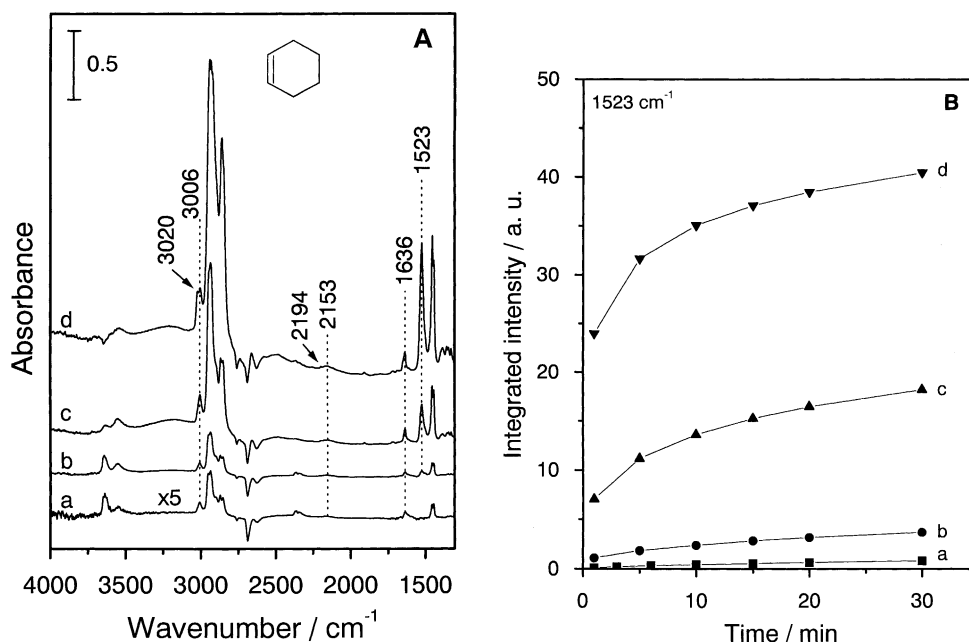 A
0.5
3020
3006
2194
2153
1636
1523
d
c
b
a
x5
Absorbance
4000 3500 3000 2500 2000 1500
Wavenumber / cm⁻¹
1523 cm⁻¹
B
50
40
30
20
10
0
d
c
b
a
Integrated intensity / a. u.
0 10 20 30
Time / min